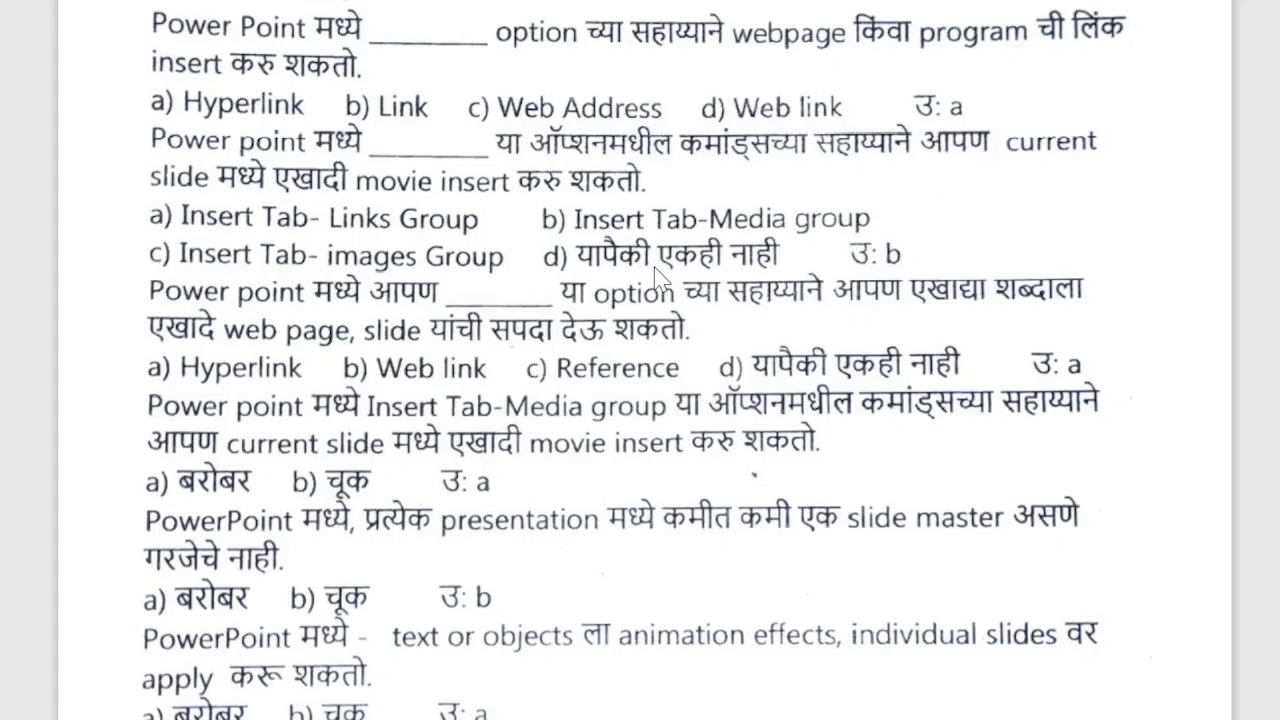 Power Point मध्ये __________ option च्या सहाय्याने webpage किंवा program ची लिंक
insert करु शकतो.
a) Hyperlink b) Link c) Web Address d) Web link उ: a
Power point मध्ये __________ या ऑप्शनमधील कमांड्सच्या सहाय्याने आपण current
slide मध्ये एखादी movie insert करु शकतो.
a) Insert Tab- Links Group b) Insert Tab-Media group
c) Insert Tab- images Group d) यापैकी एकही नाही उ: b
Power point मध्ये आपण _________ या option च्या सहाय्याने आपण एखाद्या शब्दाला
एखादे web page, slide यांची सपदा देऊ शकतो.
a) Hyperlink b) Web link c) Reference d) यापैकी एकही नाही उ: a
Power point मध्ये Insert Tab-Media group या ऑप्शनमधील कमांड्सच्या सहाय्याने
आपण current slide मध्ये एखादी movie insert करु शकतो.
a) बरोबर b) चूक उ: a
PowerPoint मध्ये, प्रत्येक presentation मध्ये कमीत कमी एक slide master असणे
गरजेचे नाही.
a) बरोबर b) चूक उ: b
PowerPoint मध्ये - text or objects ला animation effects, individual slides वर
apply करू शकतो.
a) बरोबर b) चूक उ: a